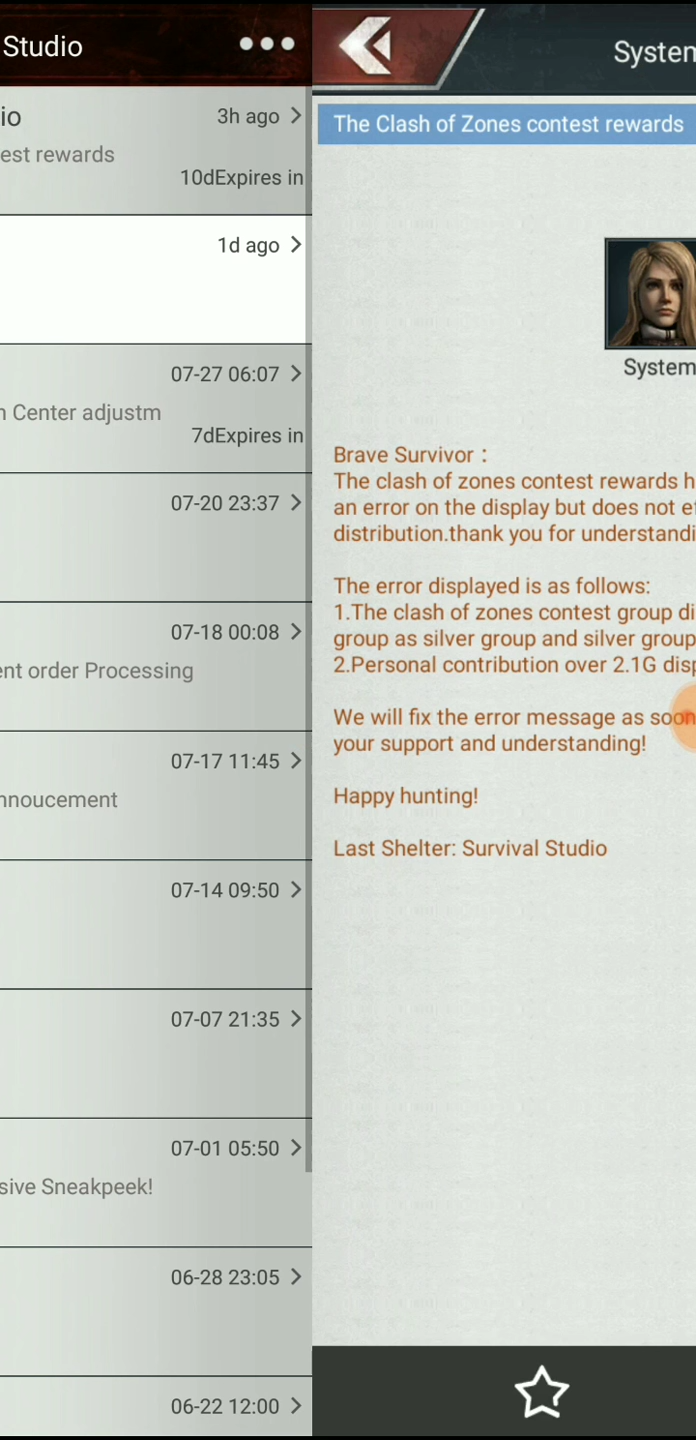 Studio
io
3h ago
est rewards
10dExpires in
1d ago
07-27 06:07
n Center adjustm
7dExpires in
07-20 23:37
07-18 00:08
ent order Processing
07-17 11:45
nnoucement
07-14 09:50
07-07 21:35
07-01 05:50
sive Sneakpeek!
06-28 23:05
06-22 12:00
System
The Clash of Zones contest rewards
System
Brave Survivor：
The clash of zones contest rewards h
an error on the display but does not ef
distribution.thank you for understandi
The error displayed is as follows:
1.The clash of zones contest group di
group as silver group and silver group
2.Personal contribution over 2.1G disp
We will fix the error message as soon
your support and understanding!
Happy hunting!
Last Shelter: Survival Studio